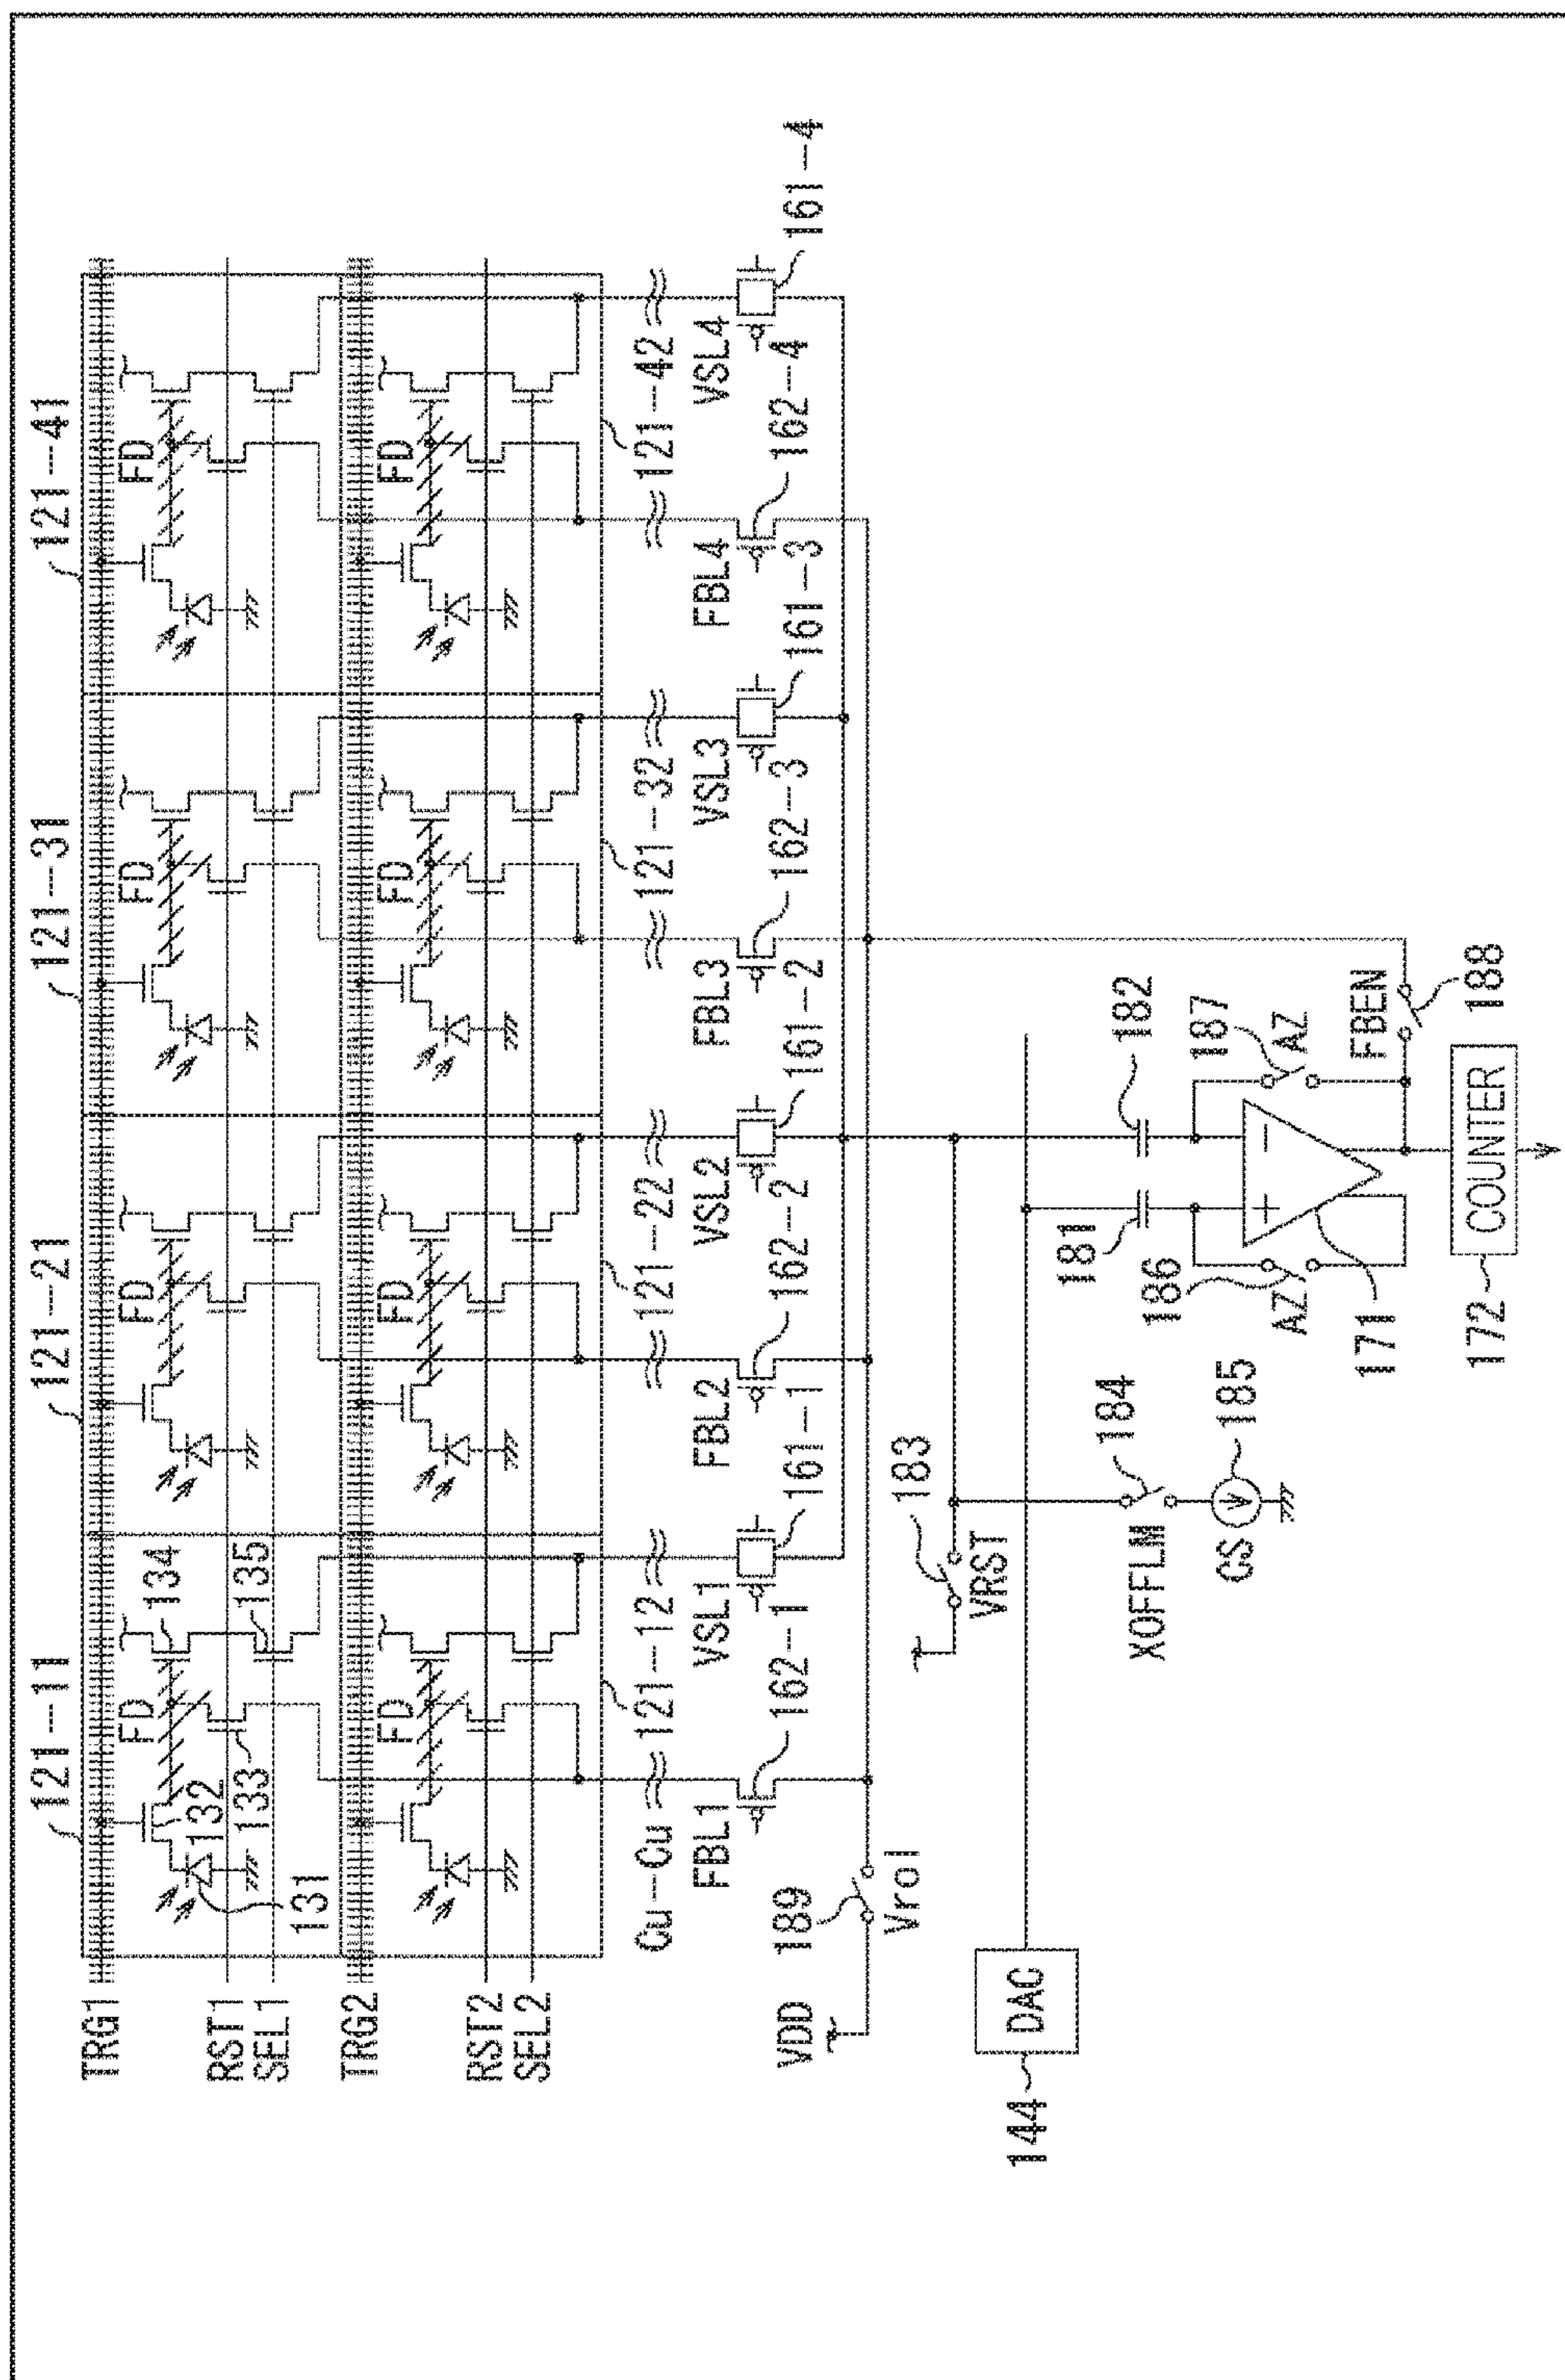 121-11
121-21
121-31
121-41
TRG1
FD
FD
FD
FD
132
134
RST1
133
135
SEL1
131
TRG2
FD
FD
FD
FD
RST2
SEL2
Cu-Cu
121-12
121-22
121-32
121-42
FBL1
VSL1
FBL2
VSL2
FBL3
VSL3
FBL4
VSL4
162-1
161-1
162-2
161-2
162-3
161-3
162-4
161-4
VDD
189
Vrol
183
VRST
144
DAC
181
182
XOFFLM
184
186
187
AZ
AZ
CS
185
+
-
171
FBEN
188
172
COUNTER